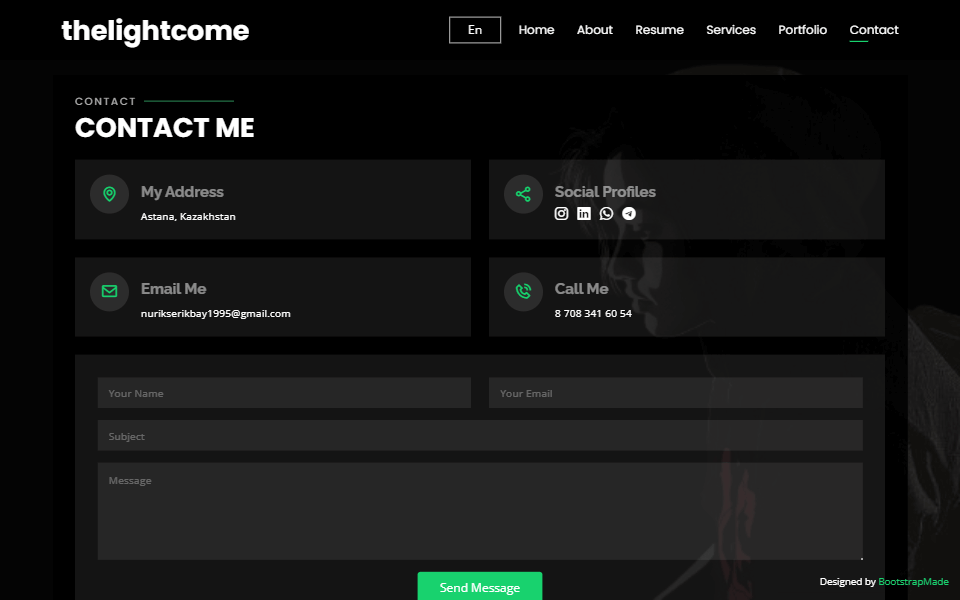 thelightcome
En Home About Resume Services Portfolio Contact
CONTACT
CONTACT ME
My Address
Astana, Kazakhstan
Social Profiles
Email Me
nurikserikbay1995@gmail.com
Call Me
8 708 341 60 54
Your Name
Your Email
Subject
Message
Send Message
Designed by BootstrapMade